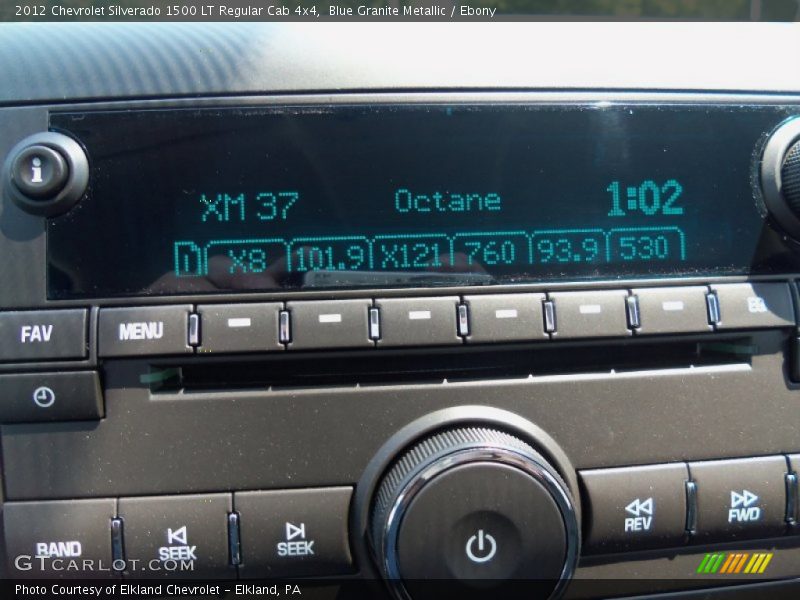 2012 Chevrolet Silverado 1500 LT Regular Cab 4x4, Blue Granite Metallic / Ebony
i
XM 37 Octane 1:02
X8 101.9 X121 760 93.9 530
FAV MENU
BAND SEEK SEEK REV FWD
GTCARLOT.COM
Photo Courtesy of Elkland Chevrolet - Elkland, PA